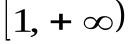 [1, + ∞)